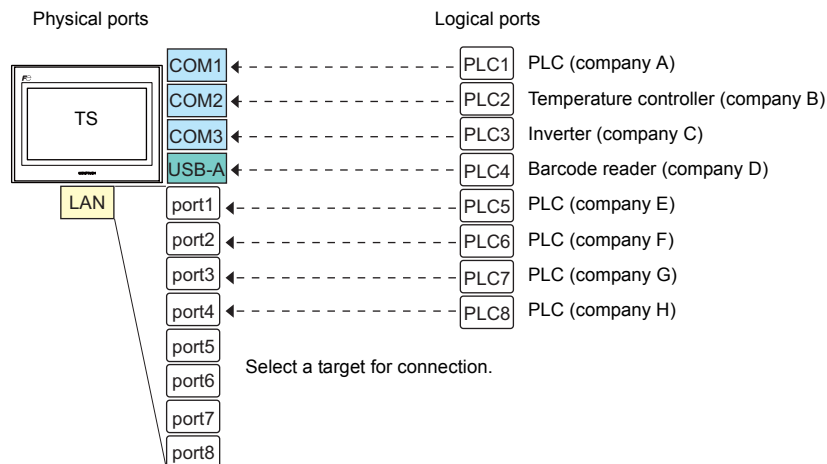 Physical ports Logical ports
COM1 PLC1 PLC (company A)
TS COM2 PLC2 Temperature controller (company B)
COM3 PLC3 Inverter (company C)
USB-A PLC4 Barcode reader (company D)
LAN port1 PLC5 PLC (company E)
port2 PLC6 PLC (company F)
port3 PLC7 PLC (company G)
port4 PLC8 PLC (company H)
port5
Select a target for connection.
port6
port7
port8